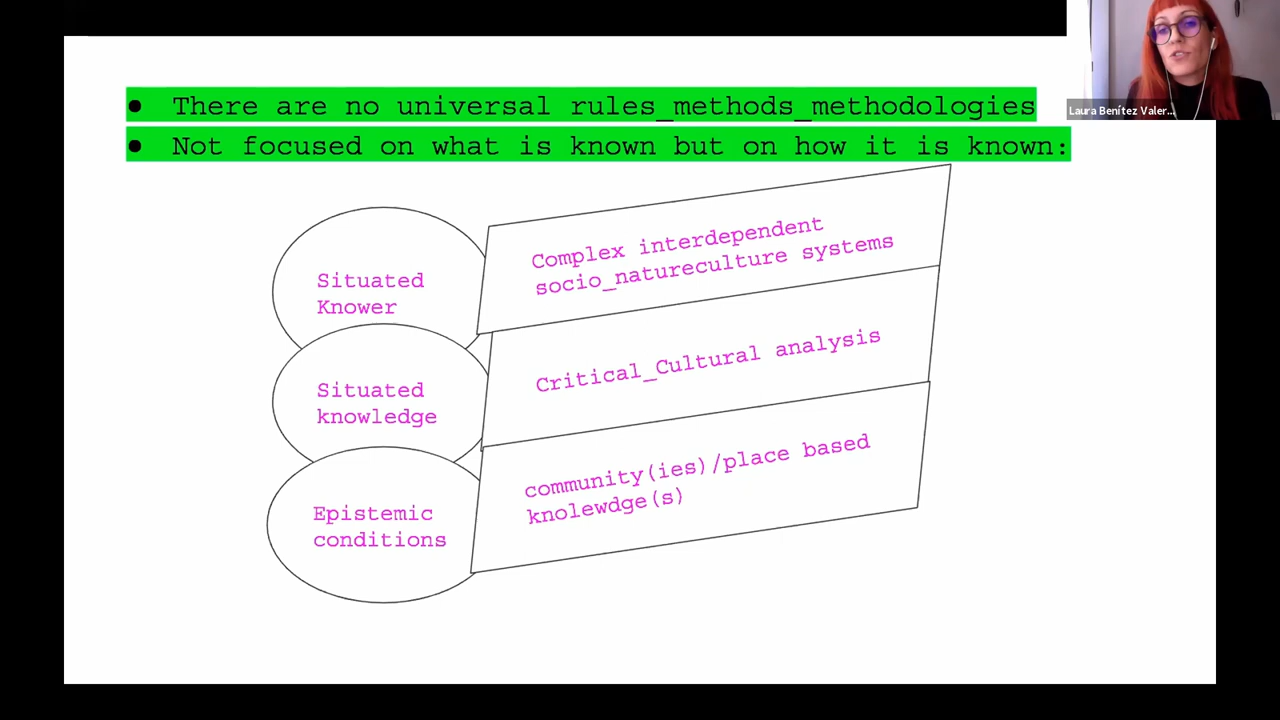 ● There are no universal rules_methods_methodologies
● Not focused on what is known but on how it is known:
Laura Benítez Valer...
Situated
Knower
Complex interdependent
socio_natureculture systems
Situated
knowledge
Critical_Cultural analysis
Epistemic
conditions
community(ies)/place based
knolewdge(s)